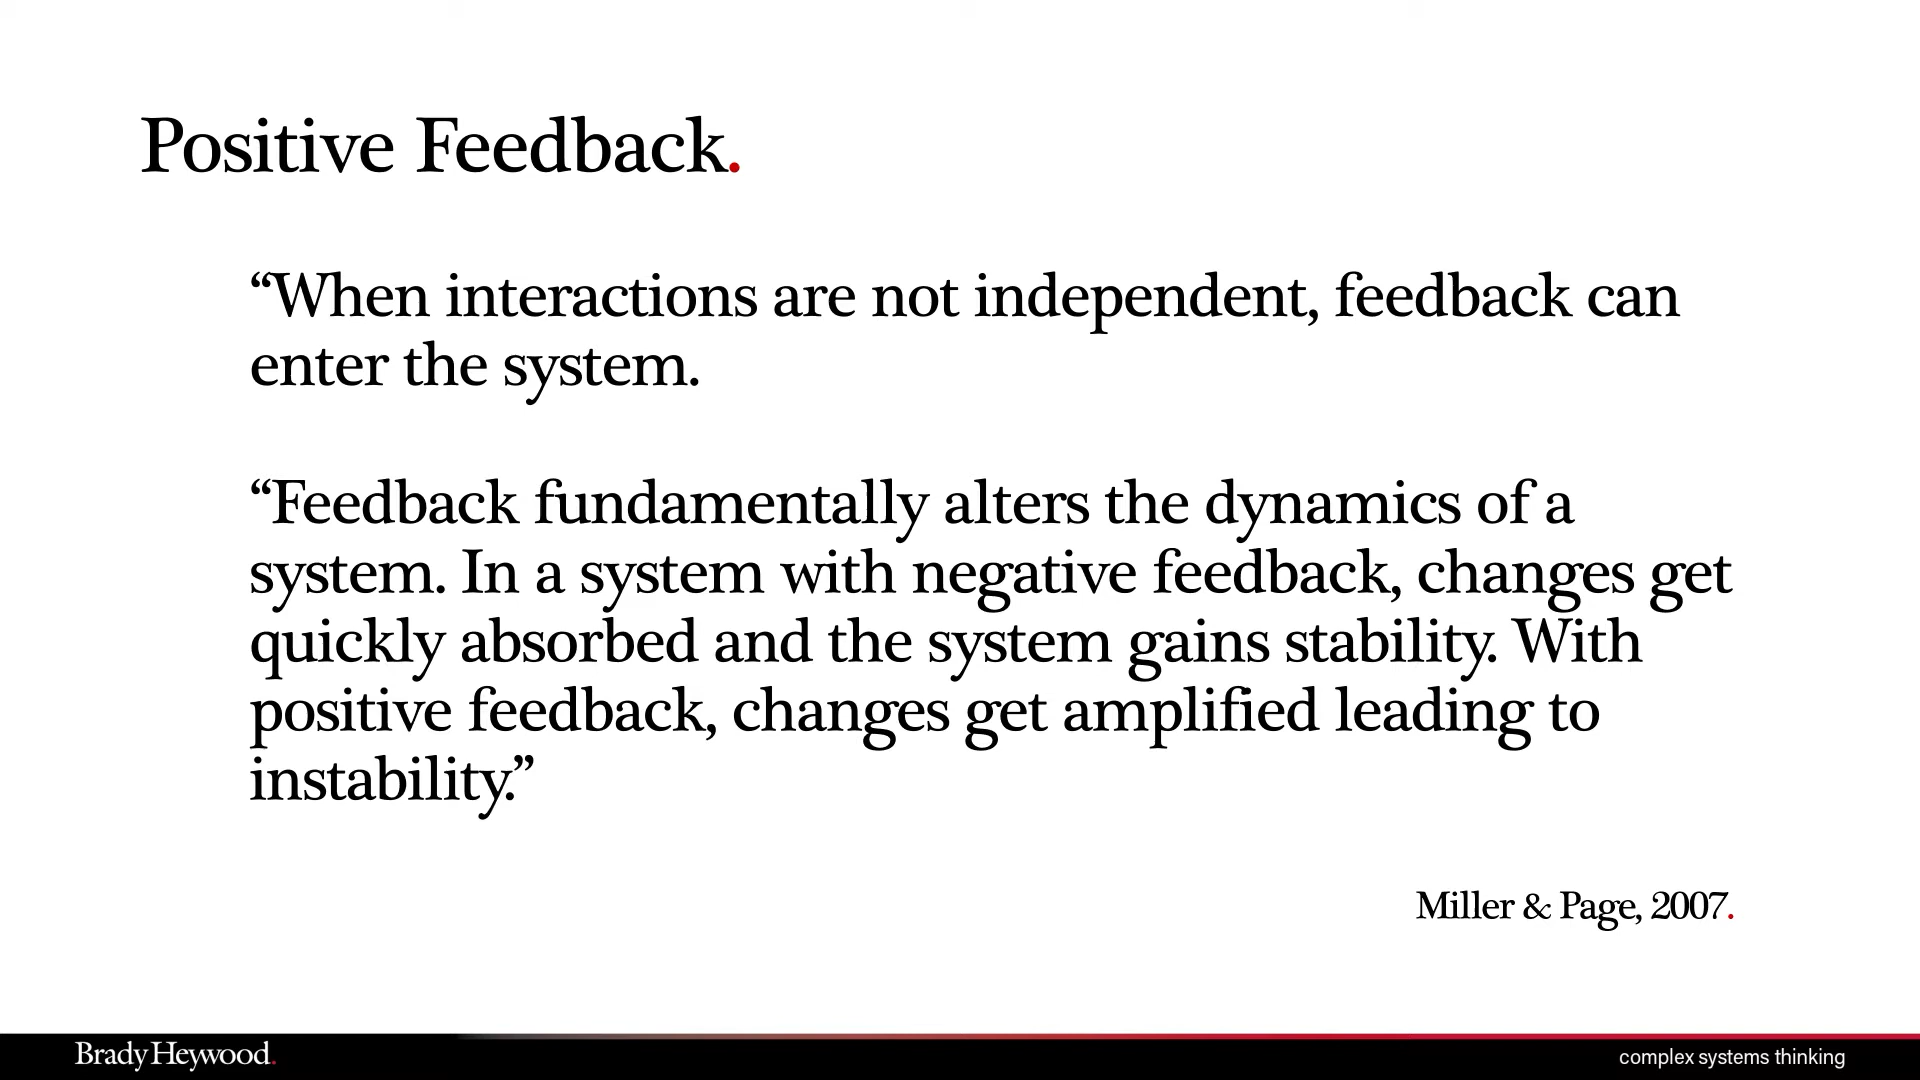 Positive Feedback.
“When interactions are not independent, feedback can
enter the system.
“Feedback fundamentally alters the dynamics of a
system. In a system with negative feedback, changes get
quickly absorbed and the system gains stability. With
positive feedback, changes get amplified leading to
instability.”
Miller & Page, 2007.
Brady Heywood.
complex systems thinking